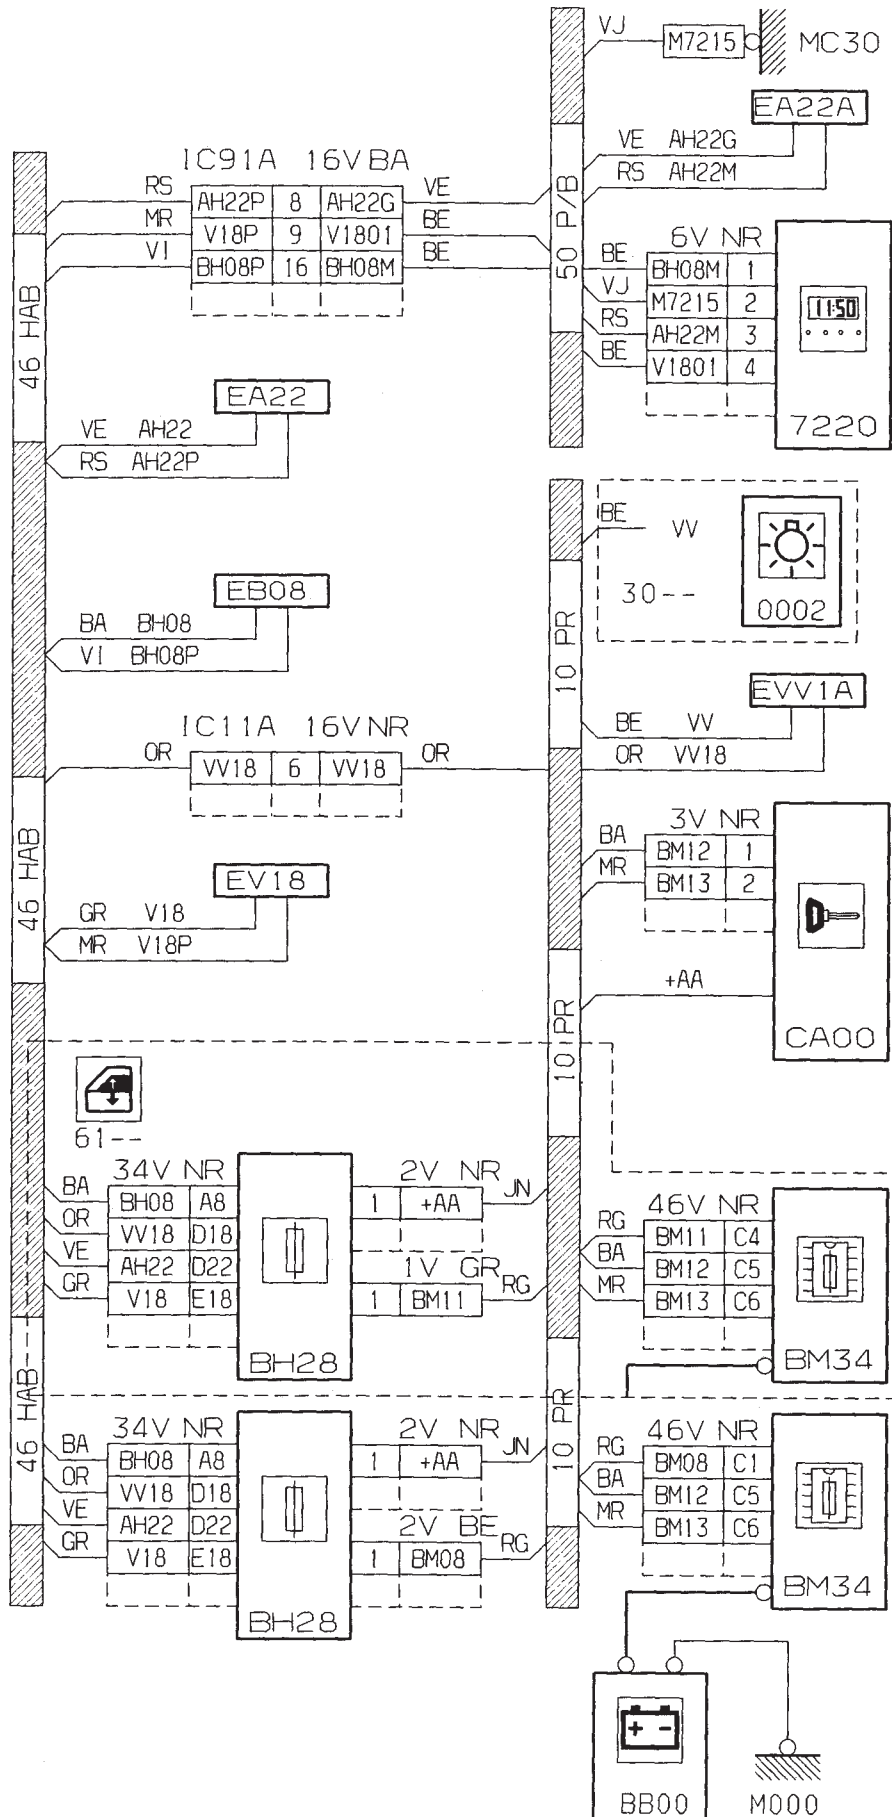 VJ M7215 MC30
EA22A
VE AH22G
RS AH22M
50 P/B
IC91A 16V BA
RS AH22P 8 AH22G VE
MR V18P 9 V1801 BE
VI BH08P 16 BH08M BE
6V NR
BE BH08M 1
VJ M7215 2
RS AH22M 3
BE V1801 4
11:50
7220
46 HAB
EA22
VE AH22
RS AH22P
BE VV
30--
0002
10 PR
EB08
BA BH08
VI BH08P
EVV1A
BE VV
OR VV18
IC11A 16V NR
OR VV18 6 VV18 OR
3V NR
BA BM12 1
MR BM13 2
+AA
CA00
46 HAB
EV18
GR V18
MR V18P
10 PR
61--
34V NR
BA BH08 A8
OR VV18 D18
VE AH22 D22
GR V18 E18
BH28
2V NR
1 +AA JN
1V GR
1 BM11 RG
46V NR
RG BM11 C4
BA BM12 C5
MR BM13 C6
BM34
46 HAB
10 PR
34V NR
BA BH08 A8
OR VV18 D18
VE AH22 D22
GR V18 E18
BH28
2V NR
1 +AA JN
2V BE
1 BM08 RG
46V NR
RG BM08 C1
BA BM12 C5
MR BM13 C6
BM34
+ -
BB00 M000